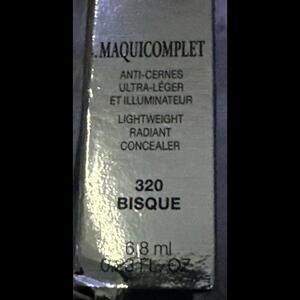 MAQUICOMPLET
ANTI-CERNES
ULTRA-LÉGER
ET ILLUMINATEUR
LIGHTWEIGHT
RADIANT
CONCEALER
320
BISQUE
6.8 ml
0.23 FL. OZ.